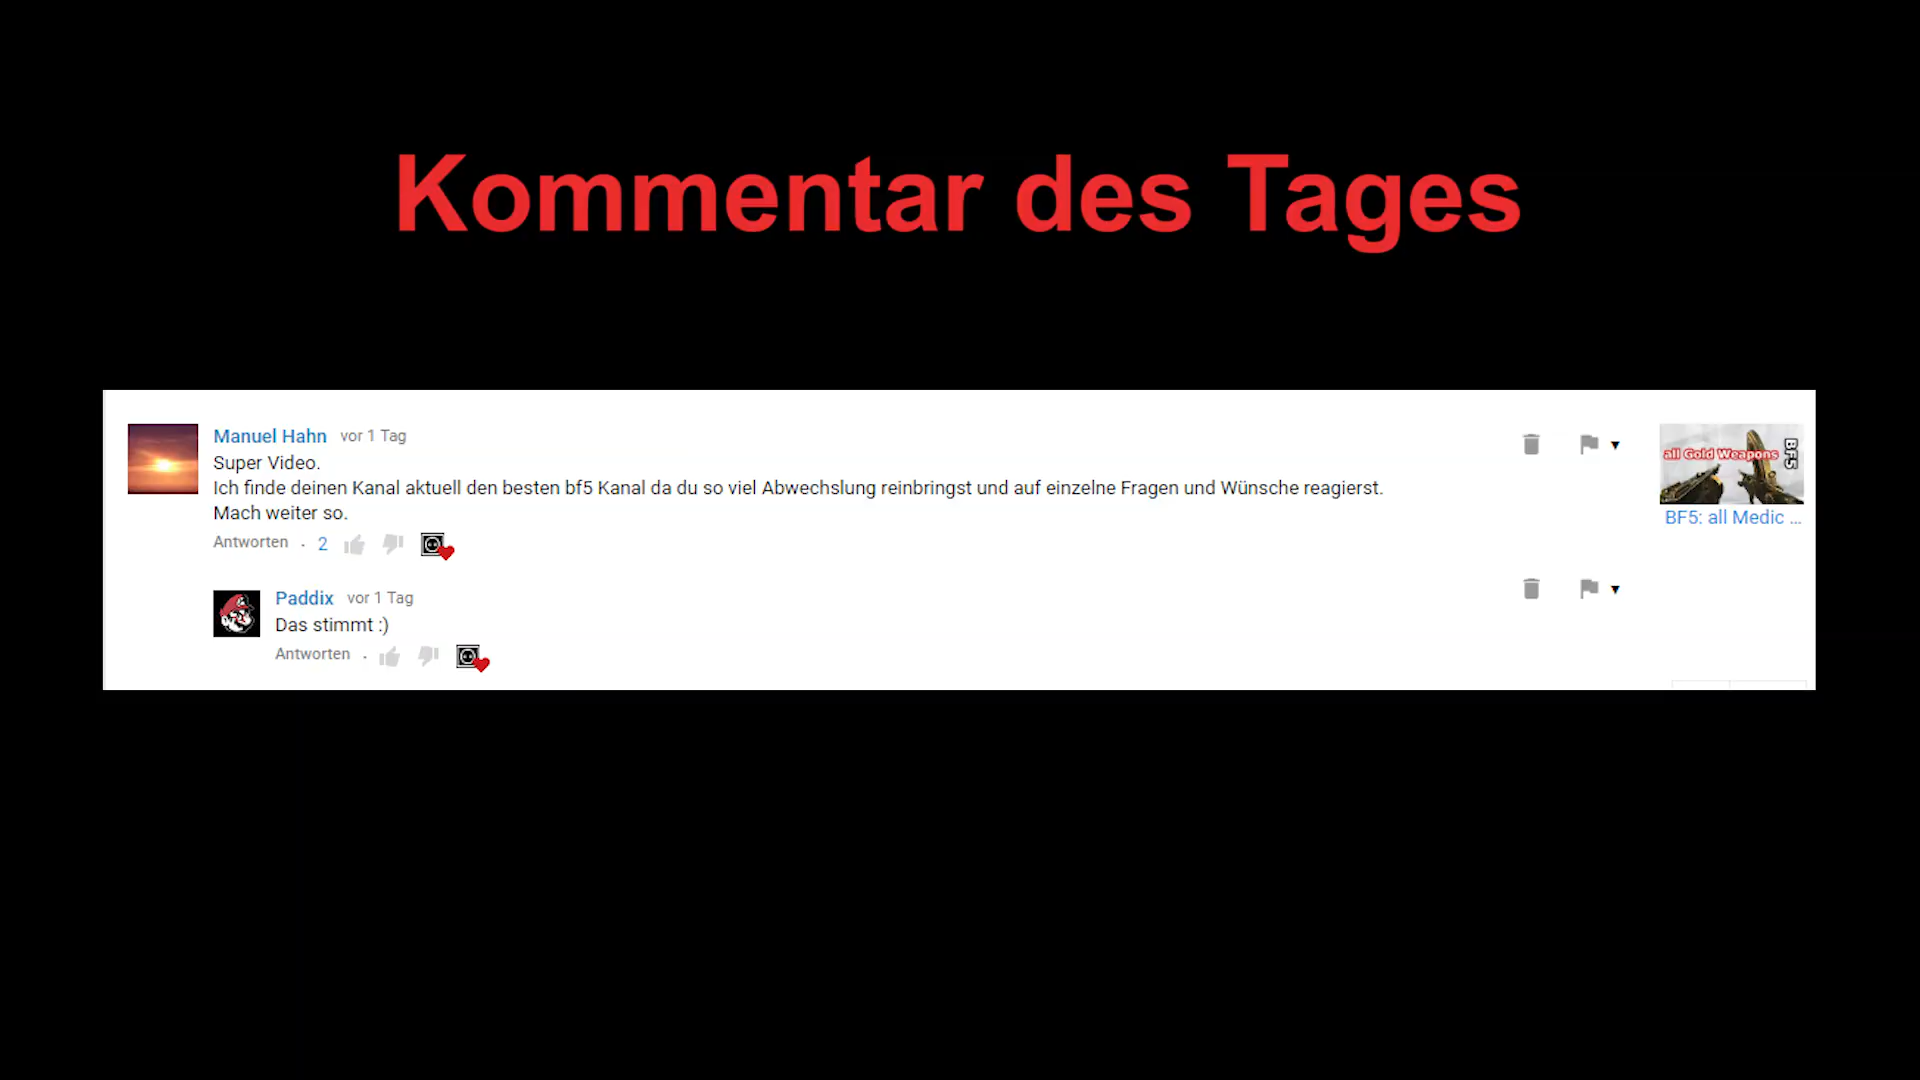 Kommentar des Tages
Manuel Hahn vor 1 Tag
Super Video.
Ich finde deinen Kanal aktuell den besten bf5 Kanal da du so viel Abwechslung reinbringst und auf einzelne Fragen und Wünsche reagierst.
Mach weiter so.
Antworten . 2
all Gold Weapons
BF5
BF5: all Medic ...
Paddix vor 1 Tag
Das stimmt :)
Antworten .